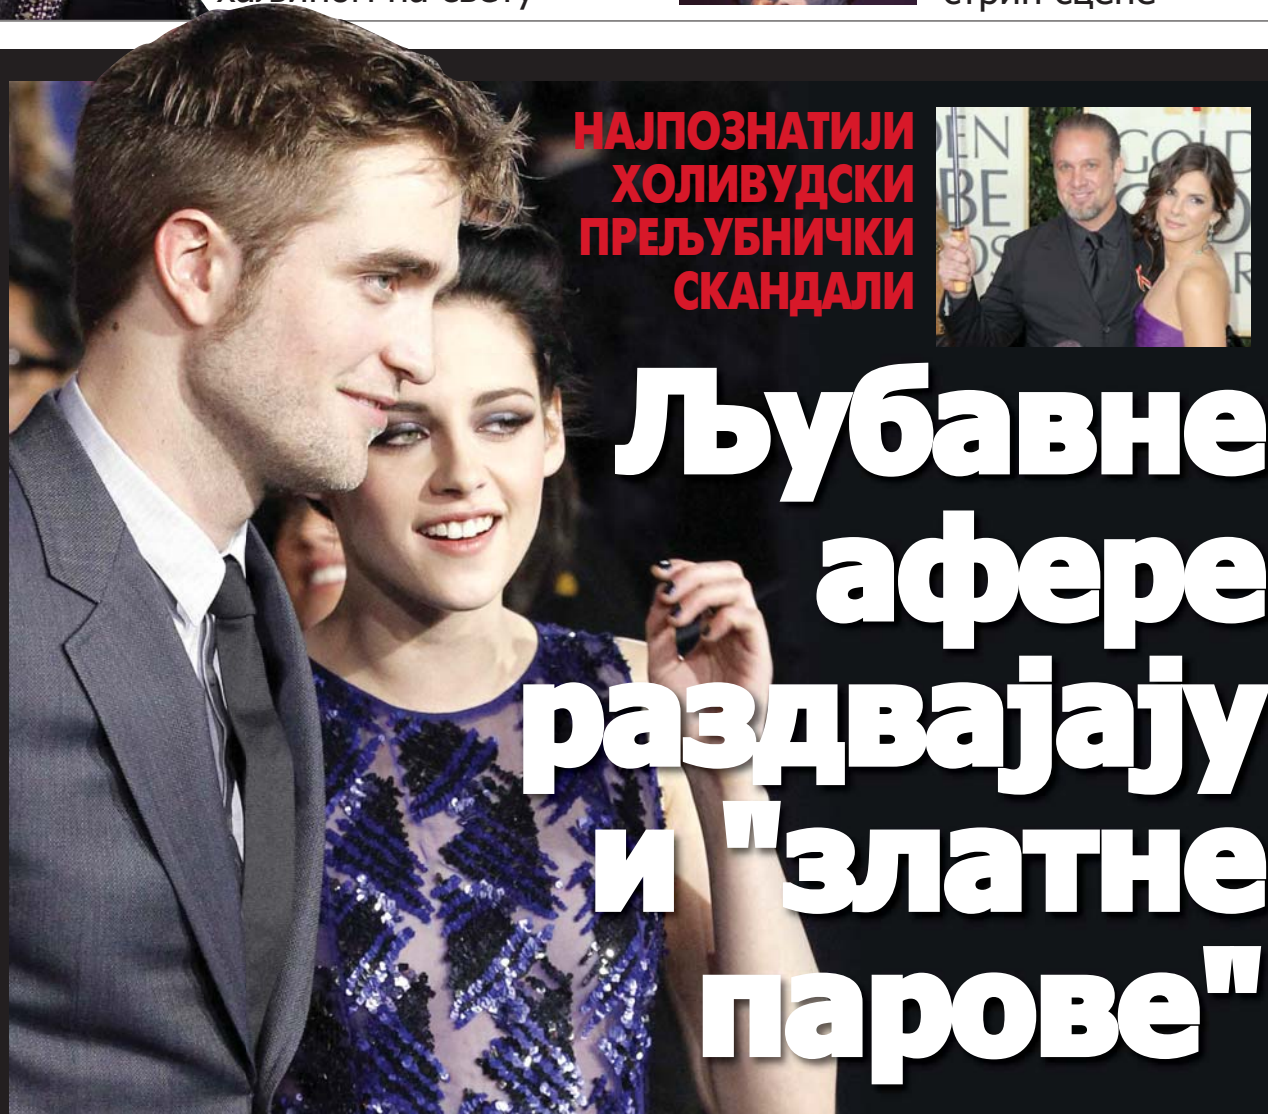 НАЈПОЗНАТИЈИ
ХОЛИВУДСКИ
ПРЕЉУБНИЧКИ
СКАНДАЛИ
Љубавне
афере
раздвајају
и "златне
парове"